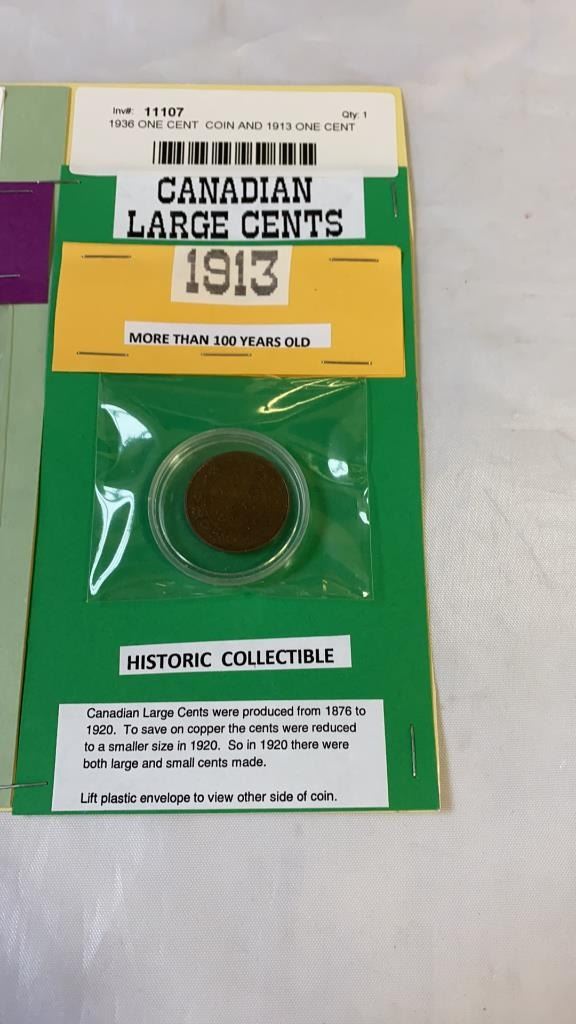 Inv#: 11107 Qty: 1
1936 ONE CENT COIN AND 1913 ONE CENT
CANADIAN
LARGE CENTS
1913
MORE THAN 100 YEARS OLD
HISTORIC COLLECTIBLE
Canadian Large Cents were produced from 1876 to
1920. To save on copper the cents were reduced
to a smaller size in 1920. So in 1920 there were
both large and small cents made.
Lift plastic envelope to view other side of coin.